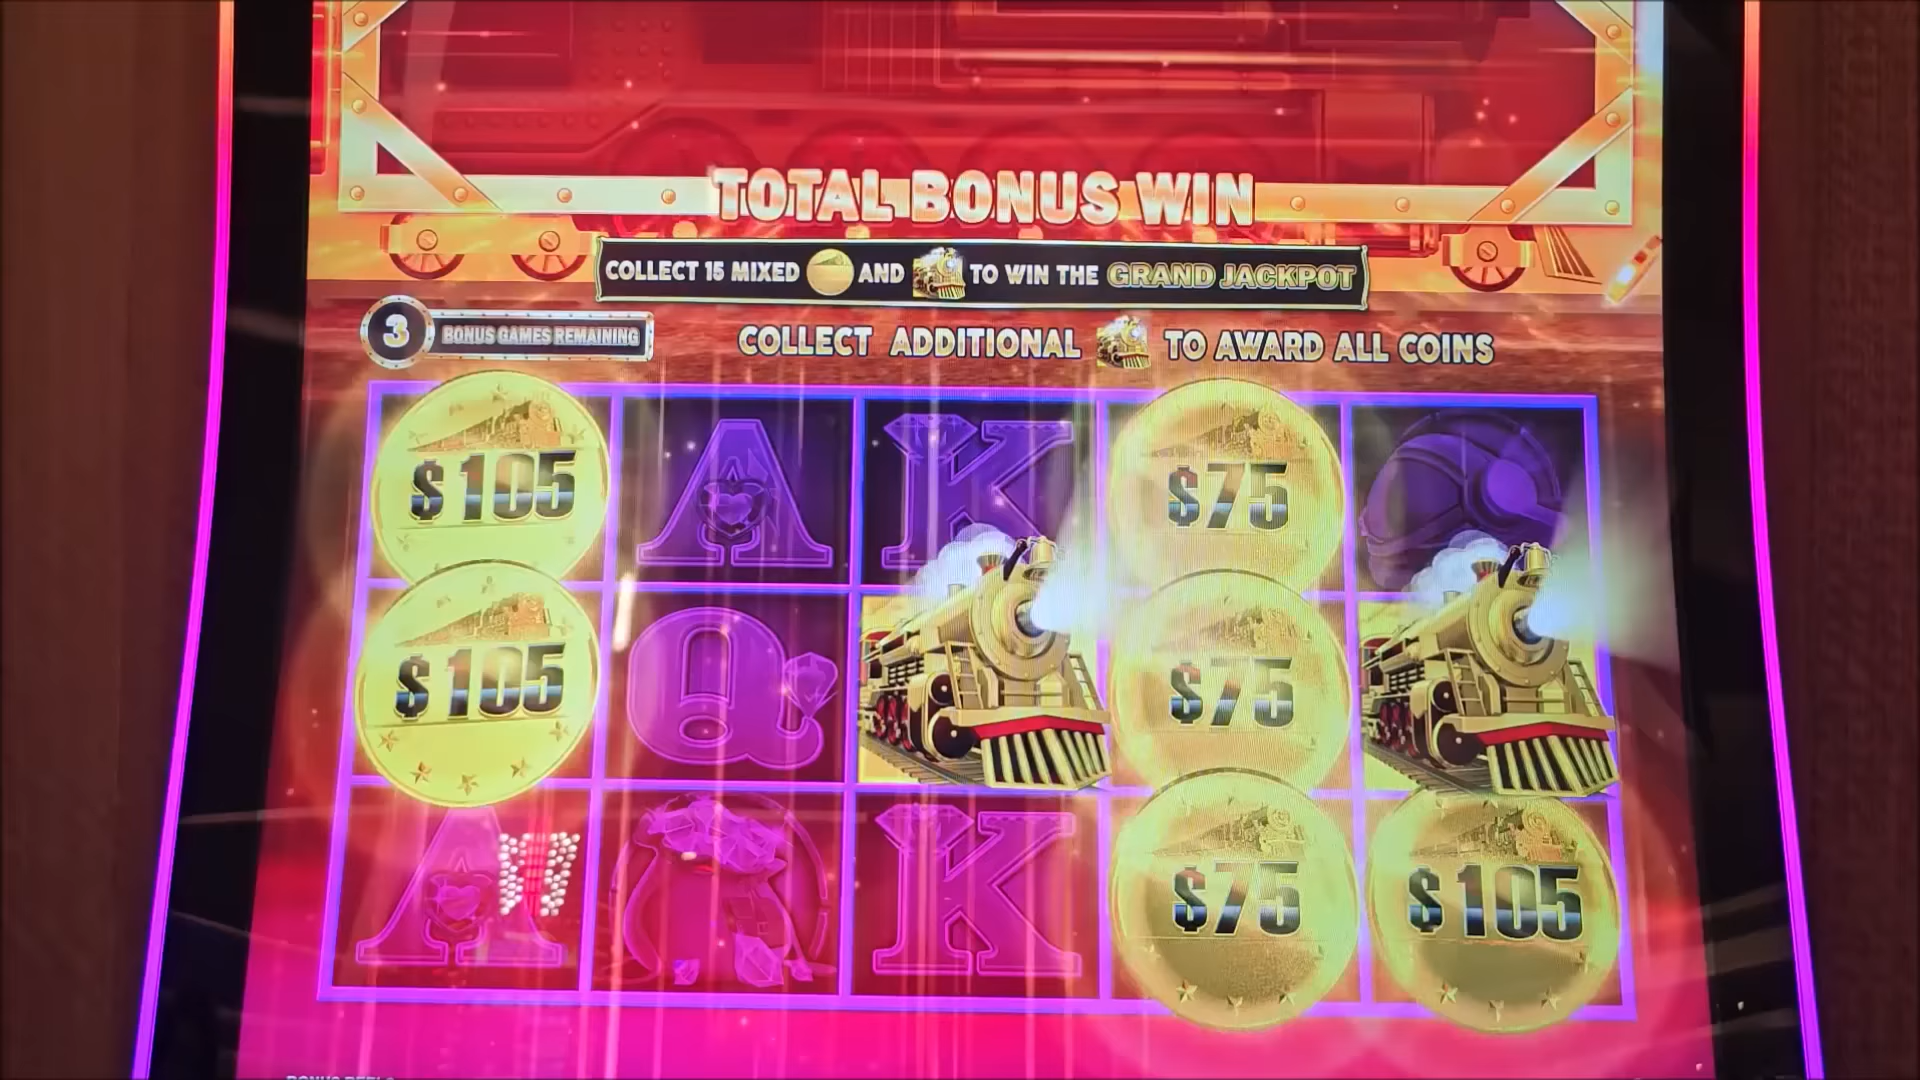 TOTAL BONUS WIN
COLLECT 15 MIXED AND TO WIN THE GRAND JACKPOT
3 BONUS GAMES REMAINING
COLLECT ADDITIONAL TO AWARD ALL COINS
$105 A K $75
$105 Q $75
A K $75 $105